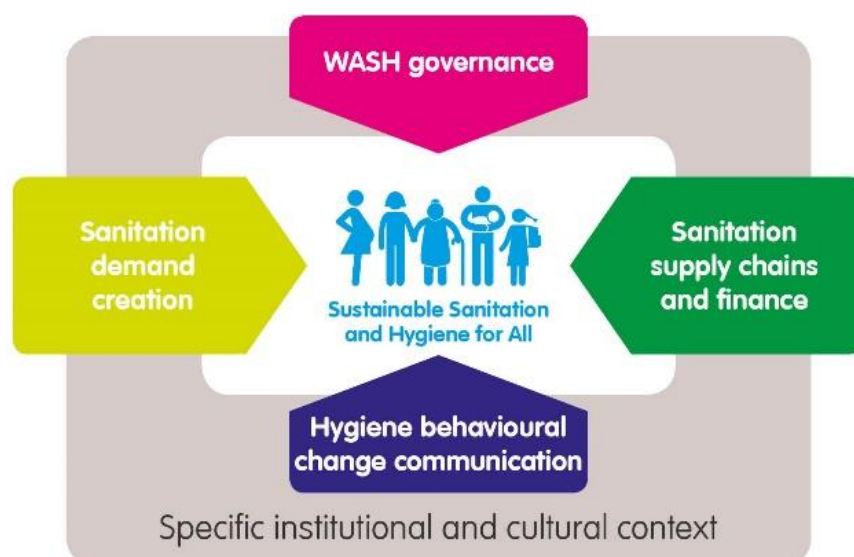 WASH governance
Sanitation
demand
creation
Sustainable Sanitation
and Hygiene for All
Sanitation
supply chains
and finance
Hygiene behavioural
change communication
Specific institutional and cultural context